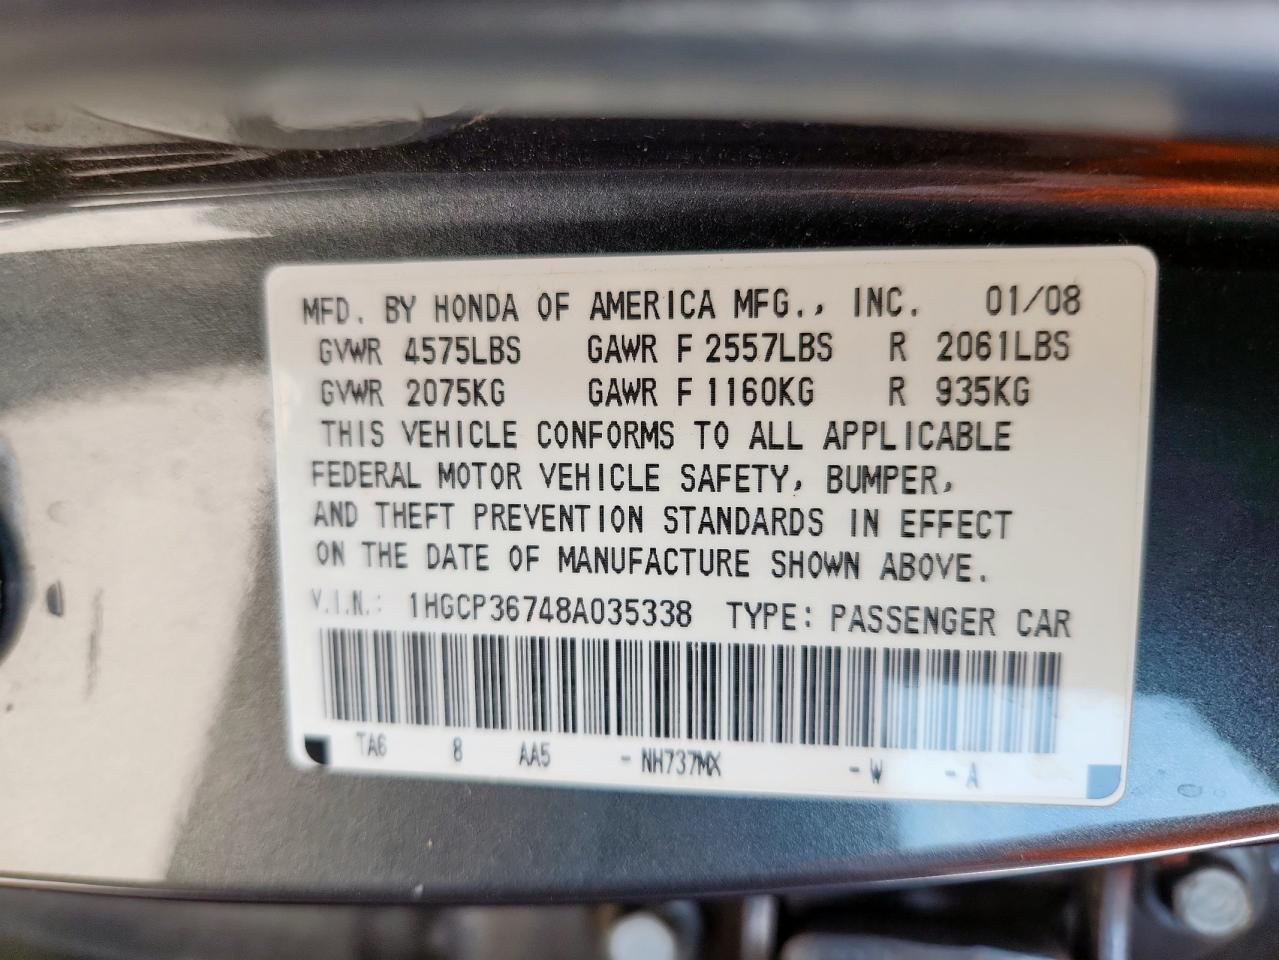 MFD. BY HONDA OF AMERICA MFG., INC. 01/08
GVWR 4575LBS GAWR F 2557LBS R 2061LBS
GVWR 2075KG GAWR F 1160KG R 935KG
THIS VEHICLE CONFORMS TO ALL APPLICABLE
FEDERAL MOTOR VEHICLE SAFETY, BUMPER,
AND THEFT PREVENTION STANDARDS IN EFFECT
ON THE DATE OF MANUFACTURE SHOWN ABOVE.
V.I.N.: 1HGCP36748A035338 TYPE: PASSENGER CAR
TA6 8 AA5 - NH737MX - W - A